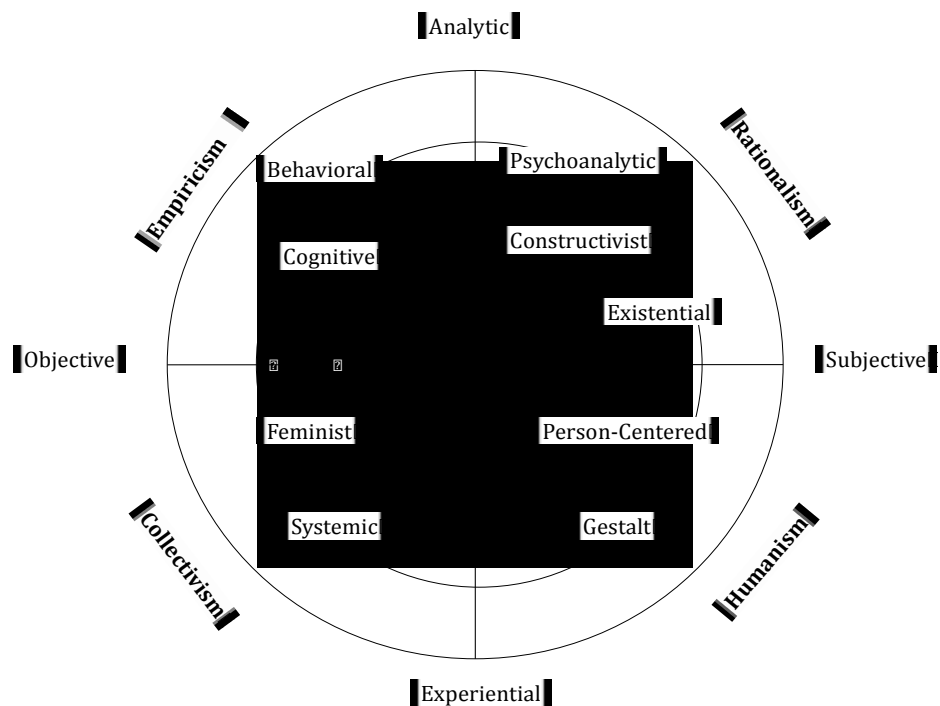 Analytic
Empiricism
Rationalism
Behavioral
Psychoanalytic
Cognitive
Constructivist
Existential
Objective
Subjective
Feminist
Person-Centered
Systemic
Gestalt
Collectivism
Humanism
Experiential